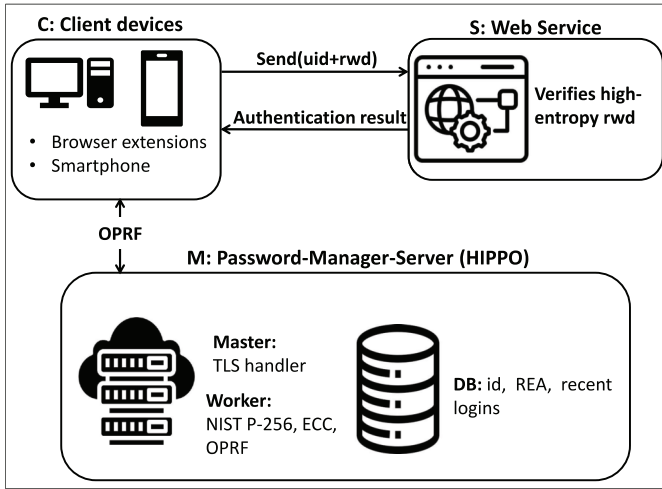 C: Client devices
S: Web Service
Send(uid+rwd)
Authentication result
Verifies high-
entropy rwd
• Browser extensions
• Smartphone
OPRF
M: Password-Manager-Server (HIPPO)
Master:
TLS handler
Worker:
NIST P-256, ECC,
OPRF
DB: id, REA, recent
logins